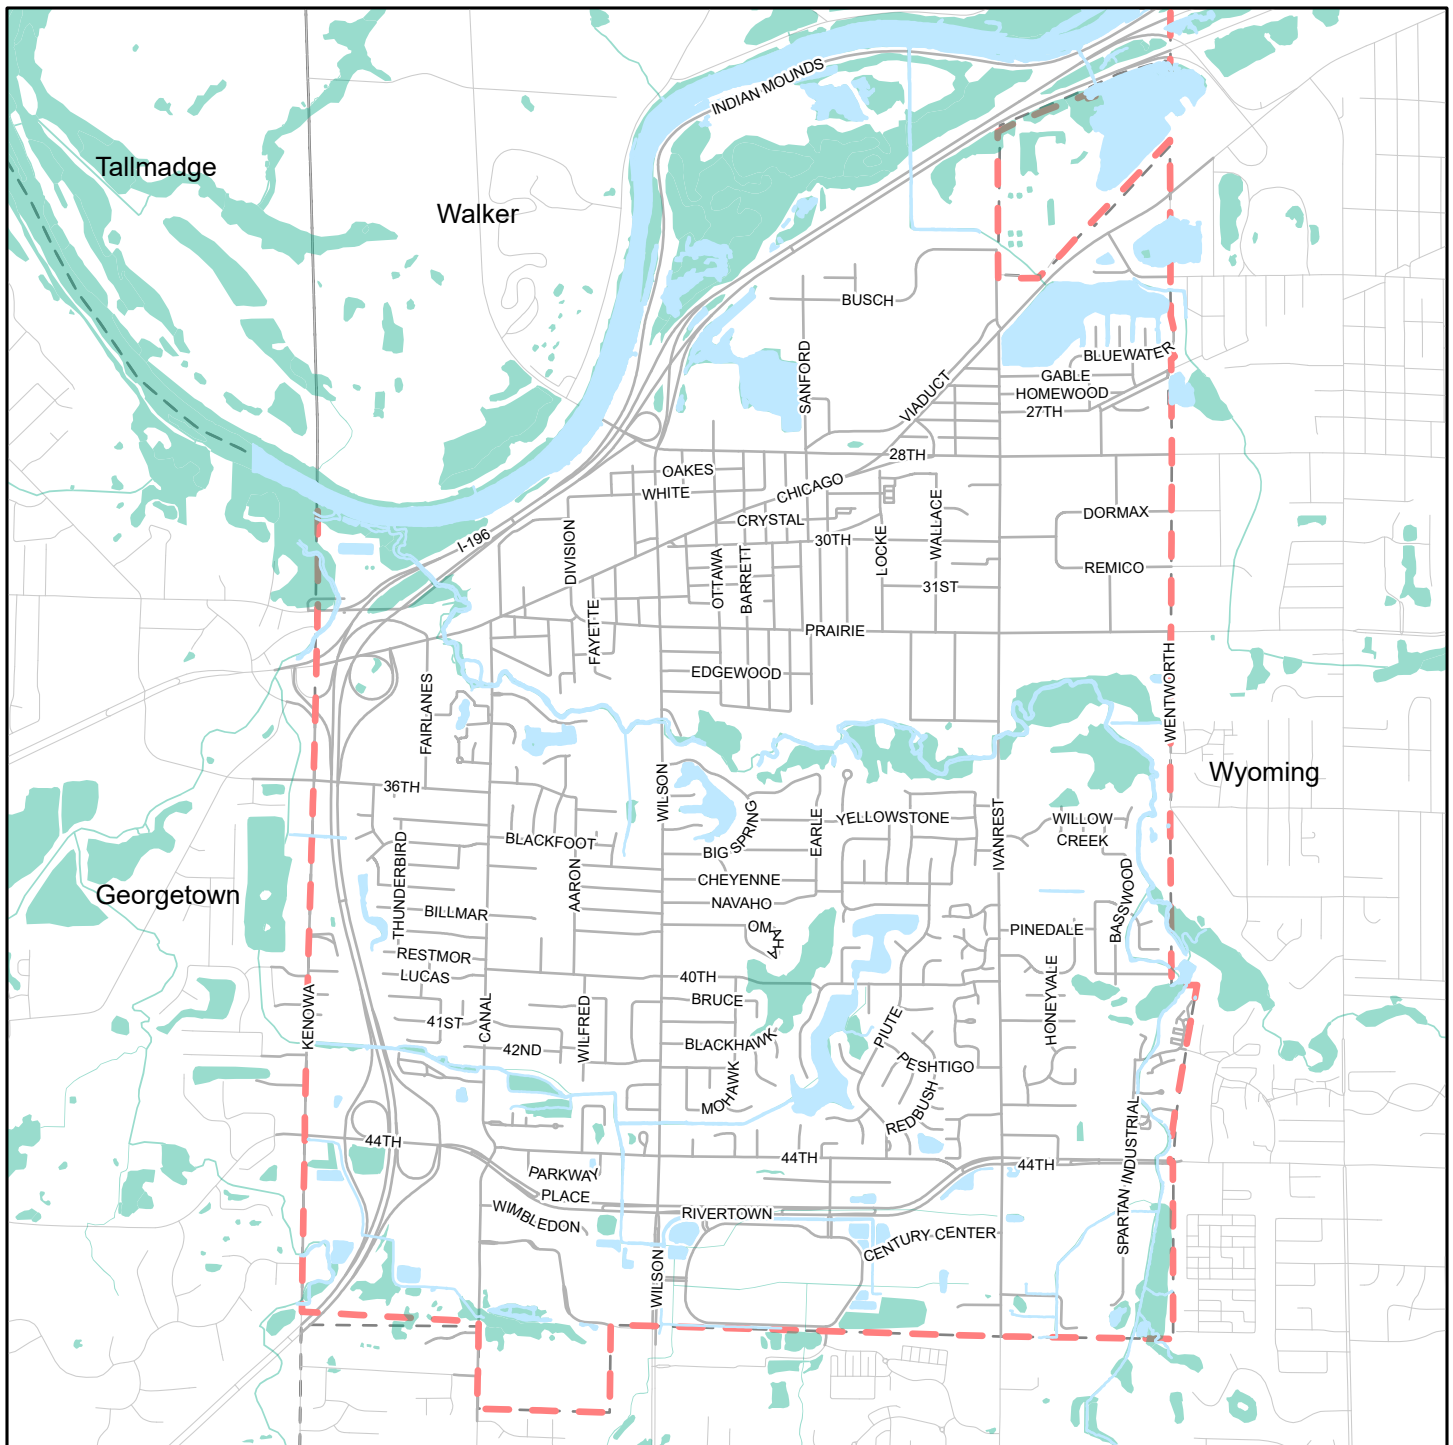 INDIAN MOUNDS
Tallmadge
Walker
BUSCH
SANFORD
BLUEWATER
GABLE
HOMEWOOD
27TH
VIADUCT
28TH
OAKES
WHITE
CHICAGO
CRYSTAL
30TH
LOCKE
WALLACE
DORMAX
I-196
DIVISION
OTTAWA
BARRETT
31ST
REMICO
FAYETTE
PRAIRIE
EDGEWOOD
WENTWORTH
FAIRLANES
36TH
WILSON
Wyoming
BIG SPRING
EARLE
YELLOWSTONE
IVANREST
WILLOW
CREEK
BLACKFOOT
THUNDERBIRD
AARON
CHEYENNE
NAVAHO
Georgetown
BILLMAR
OMAHA
PINEDALE
BASSWOOD
RESTMOR
LUCAS
40TH
BRUCE
KENOWA
CANAL
41ST
42ND
WILFRED
BLACKHAWK
MOHAWK
PIUTE
PESHTIGO
REDBUSH
HONEYVALE
44TH
44TH
44TH
SPARTAN INDUSTRIAL
PARKWAY
PLACE
WIMBLEDON
RIVERTOWN
CENTURY CENTER
WILSON